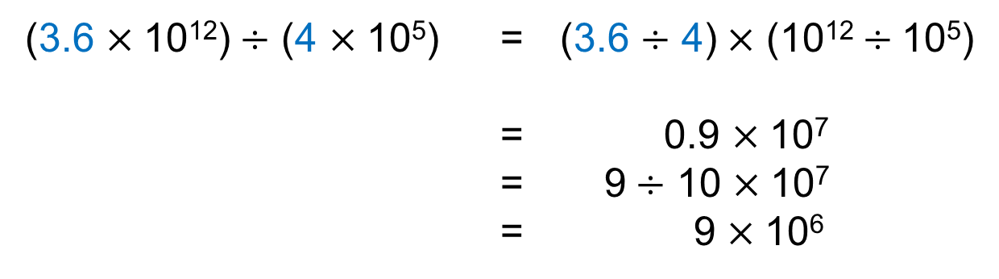 (3.6 × 10¹²) ÷ (4 × 10⁵) = (3.6 ÷ 4) × (10¹² ÷ 10⁵)
= 0.9 × 10⁷
= 9 ÷ 10 × 10⁷
= 9 × 10⁶